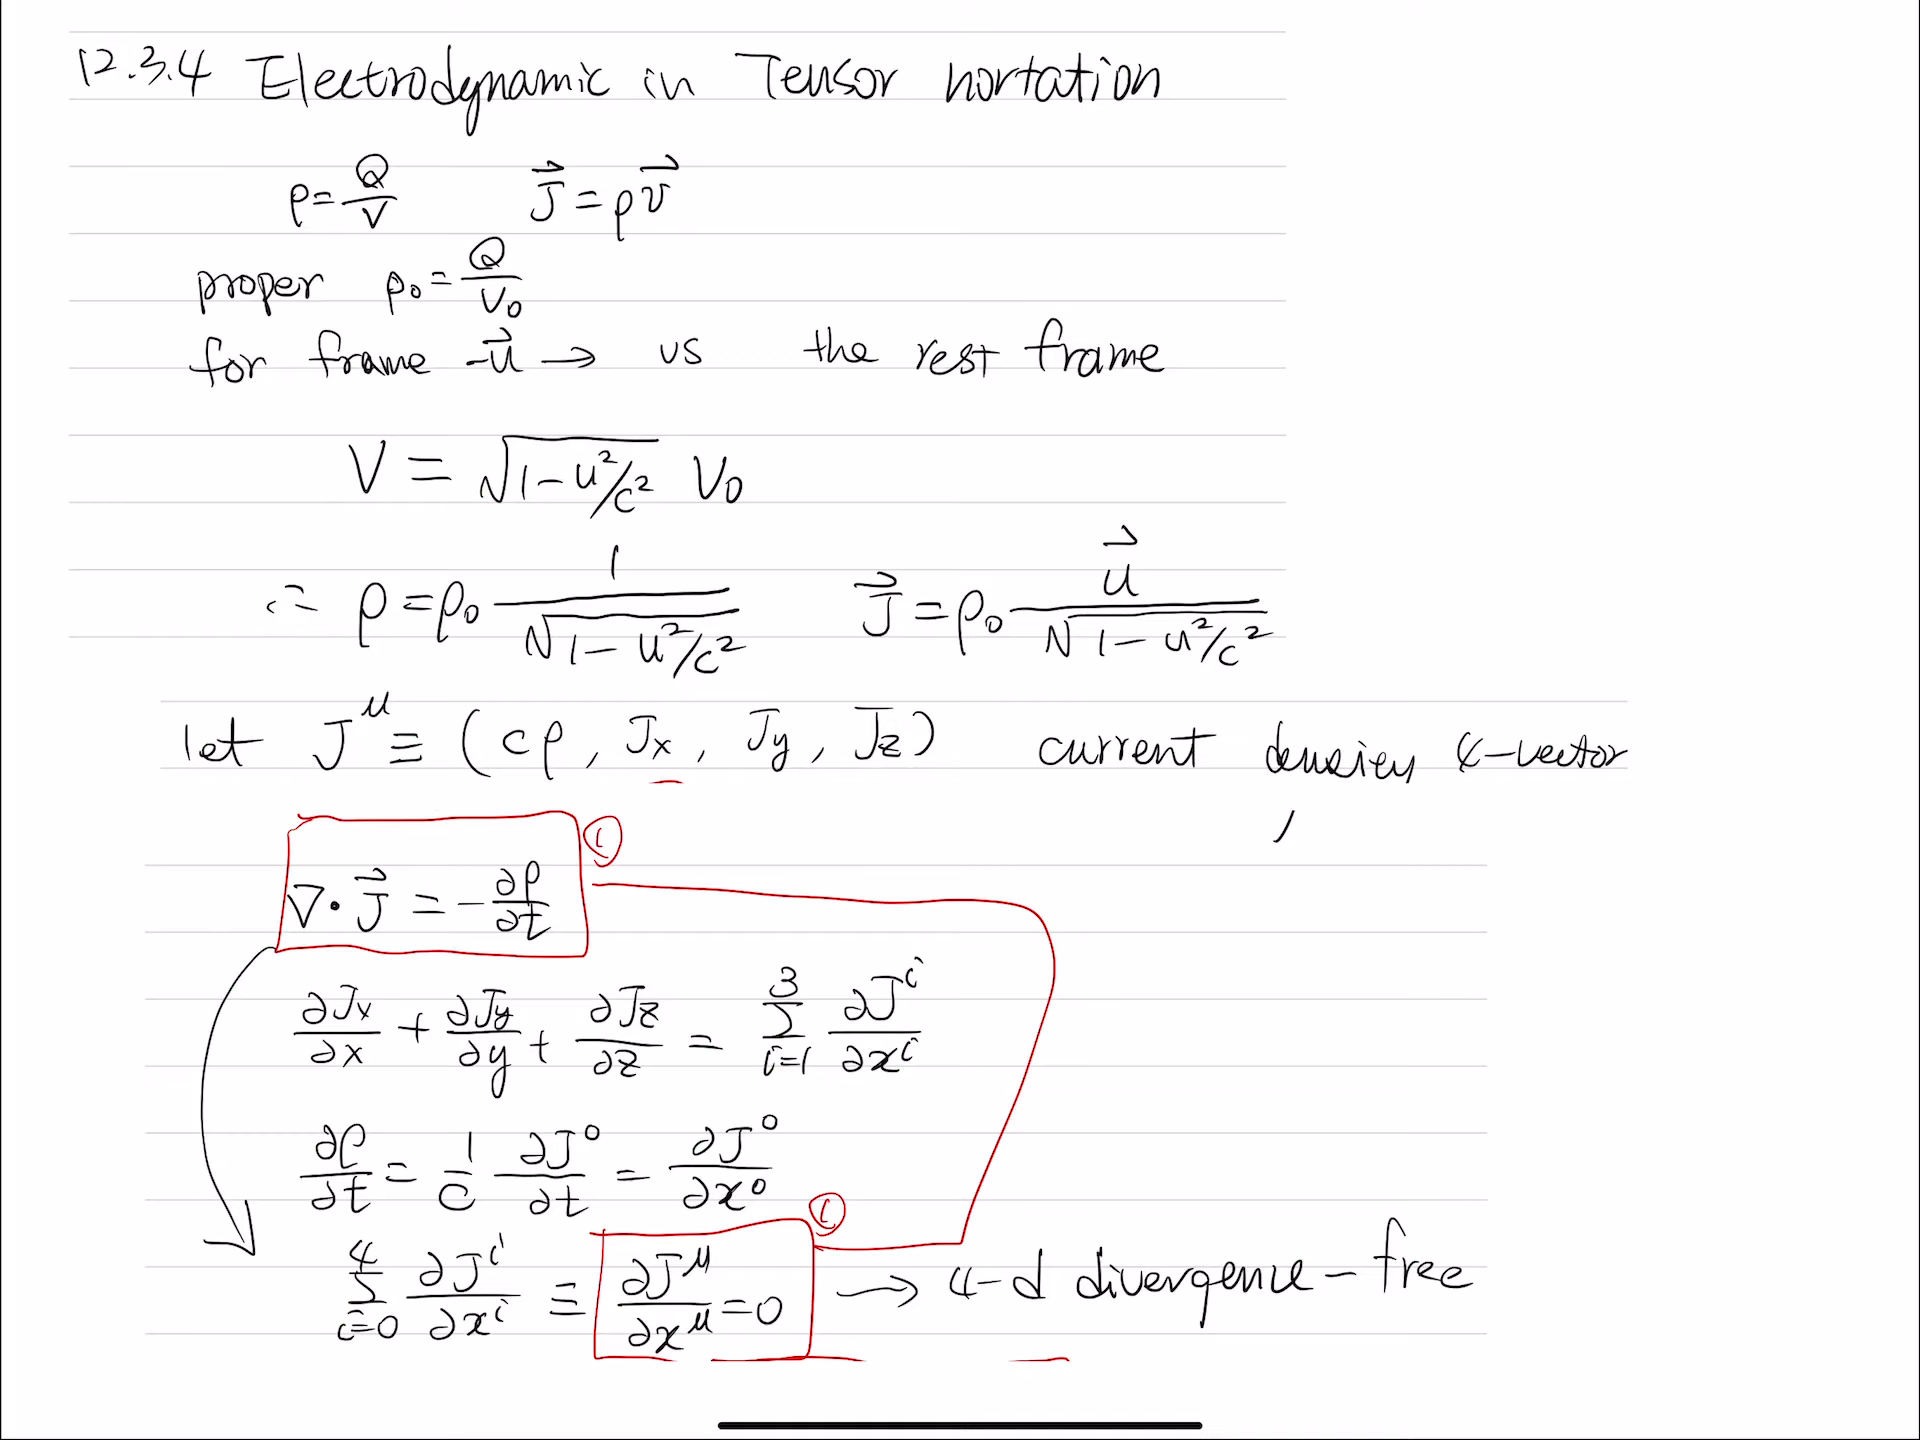 12.3.4 Electrodynamic in Tensor nortation
ρ = Q/V    J⃗ = ρv⃗
proper ρ₀ = Q/V₀
for frame -u⃗ → vs the rest frame
V = √(1-u²/c²) V₀
∴ ρ = ρ₀ 1/√(1-u²/c²)    J⃗ = ρ₀ u⃗/√(1-u²/c²)
let J^μ ≡ (cρ, Jx, Jy, Jz) current density 4-vector
①
∇·J⃗ = -∂ρ/∂t
∂Jx/∂x + ∂Jy/∂y + ∂Jz/∂z = Σ_{i=1}^{3} ∂J^i/∂x^i
∂ρ/∂t = 1/c ∂J⁰/∂t = ∂J⁰/∂x⁰
①
Σ_{i=0}^{4} ∂J^i/∂x^i ≡ ∂J^μ/∂x^μ = 0 → 4-d divergence-free